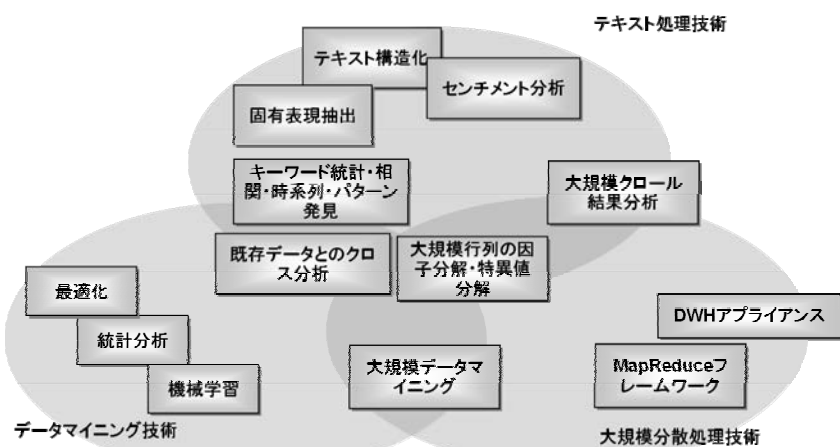 テキスト処理技術
テキスト構造化
センチメント分析
固有表現抽出
キーワード統計・相
関・時系列・パターン
発見
大規模クロール
結果分析
既存データとのクロ
ス分析
大規模行列の因
子分解・特異値
分解
最適化
統計分析
機械学習
大規模データマ
イニング
DWHアプライアンス
MapReduceフ
レームワーク
データマイニング技術
大規模分散処理技術